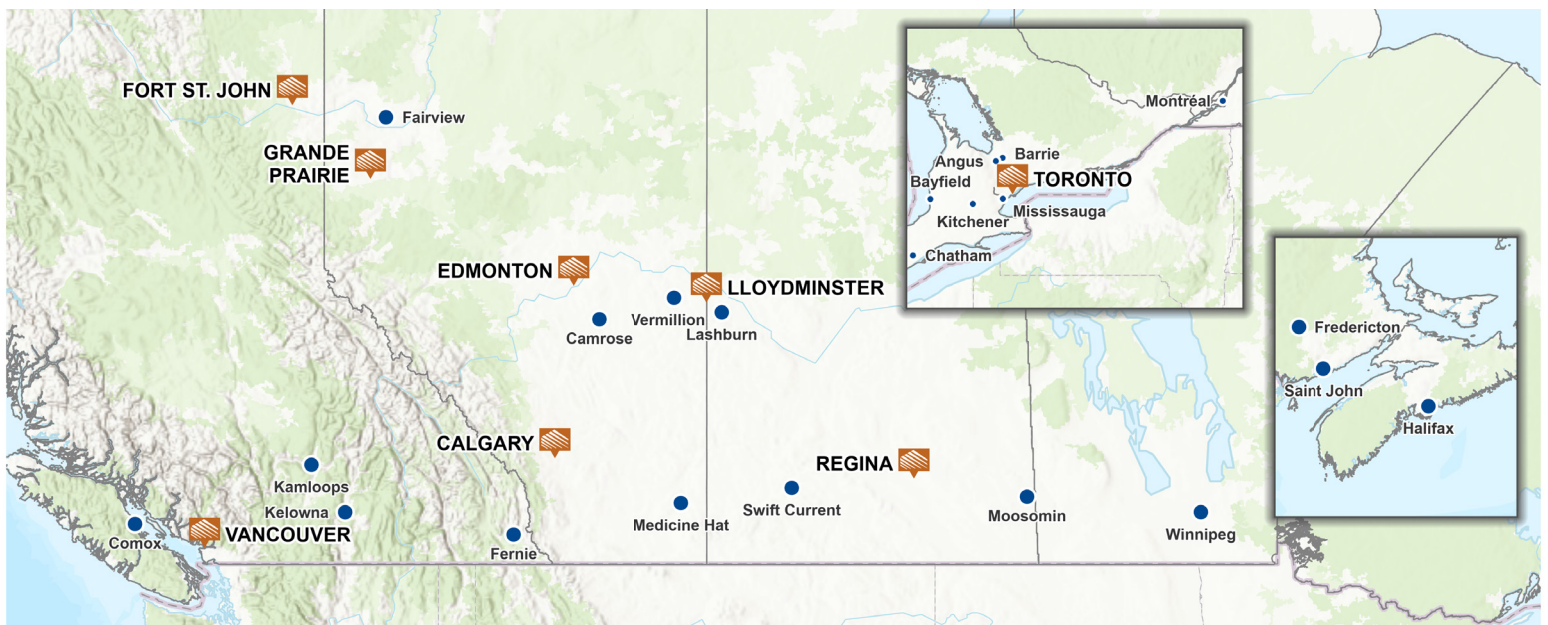 FORT ST. JOHN
Fairview
GRANDE
PRAIRIE
EDMONTON
LLOYDMINSTER
Vermillion
Lashburn
Camrose
CALGARY
REGINA
Kamloops
Kelowna
Comox
VANCOUVER
Fernie
Medicine Hat
Swift Current
Moosomin
Winnipeg
Montréal
Barrie
Angus
TORONTO
Bayfield
Kitchener
Mississauga
Chatham
Fredericton
Saint John
Halifax